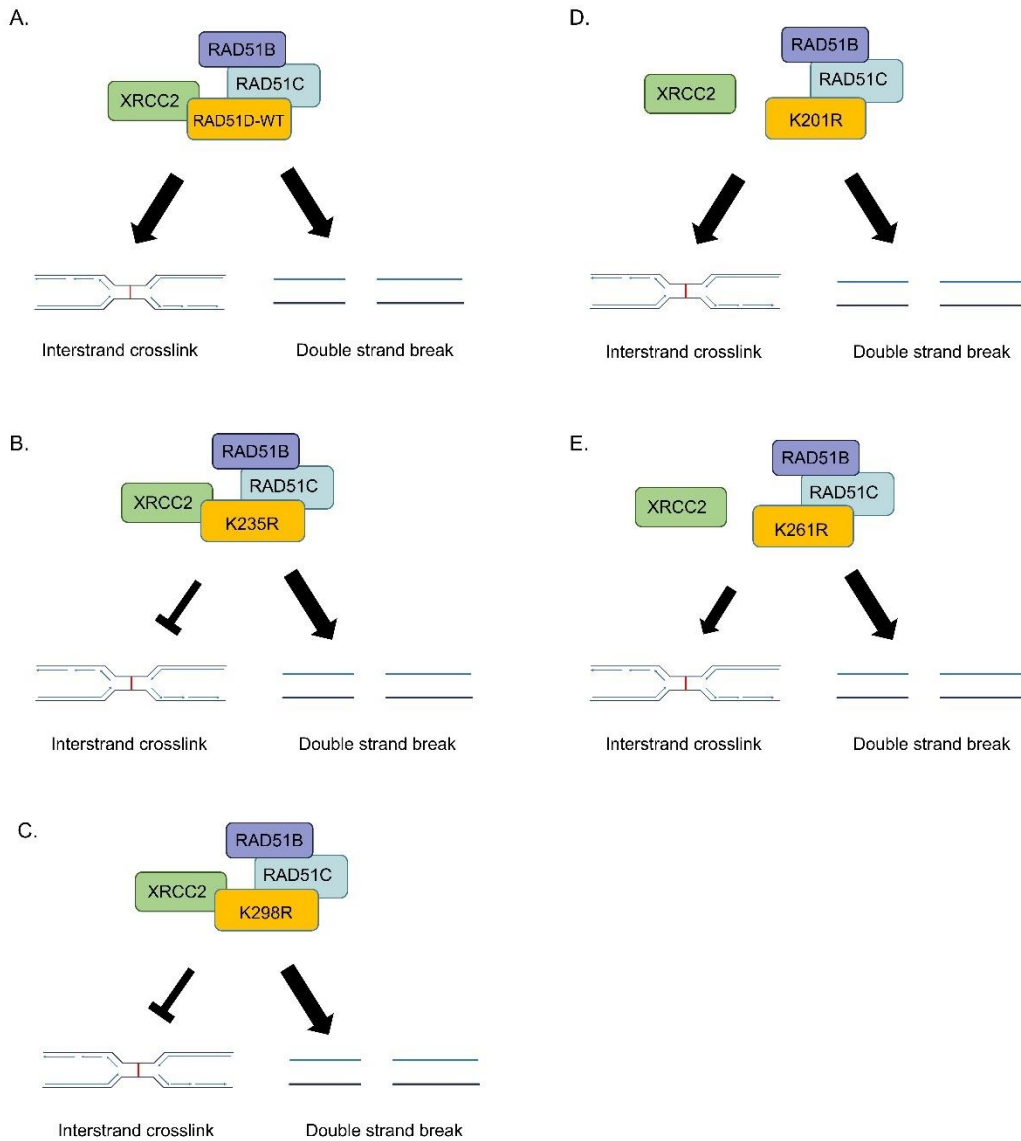 A.
RAD51B
RAD51C
XRCC2
RAD51D-WT
Interstrand crosslink
Double strand break
B.
RAD51B
RAD51C
XRCC2
K235R
Interstrand crosslink
Double strand break
C.
RAD51B
RAD51C
XRCC2
K298R
Interstrand crosslink
Double strand break
D.
RAD51B
RAD51C
XRCC2
K201R
Interstrand crosslink
Double strand break
E.
RAD51B
RAD51C
XRCC2
K261R
Interstrand crosslink
Double strand break